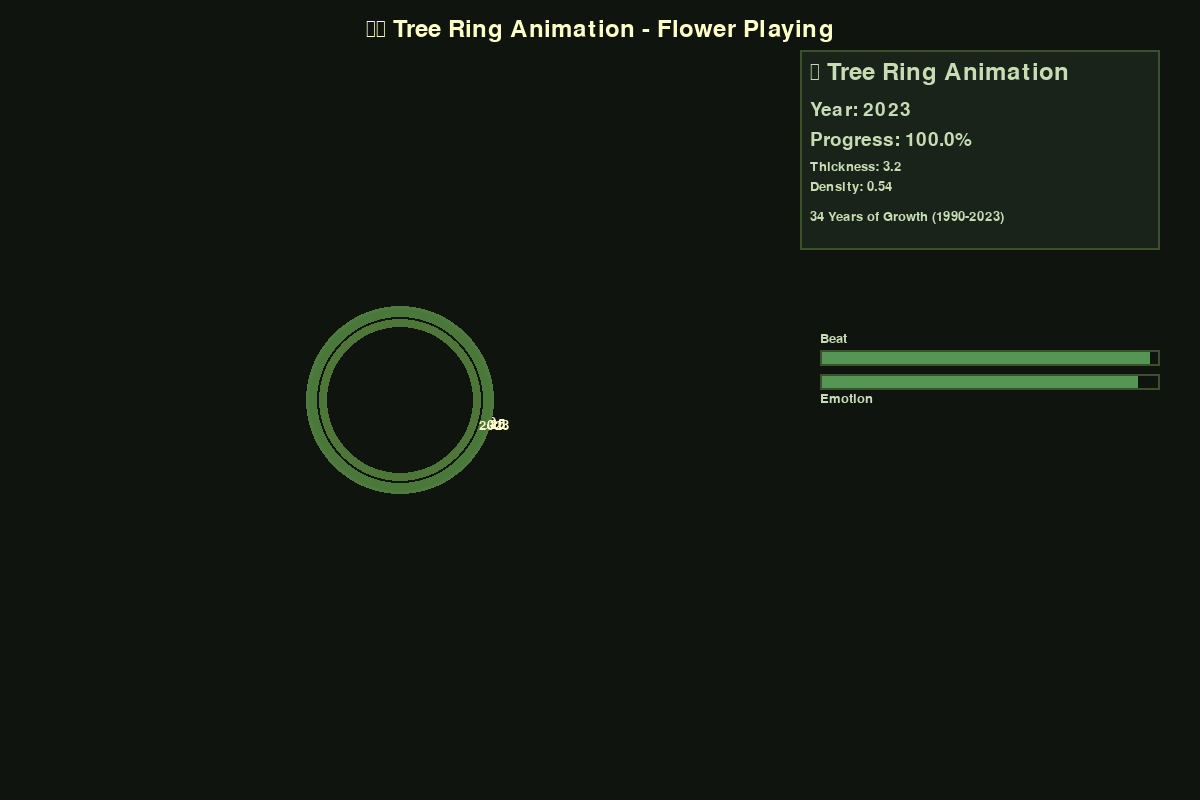 Tree Ring Animation - Flower Playing
Tree Ring Animation
Year: 2023
Progress: 100.0%
Thickness: 3.2
Density: 0.54
34 Years of Growth (1990-2023)
Beat
Emotion